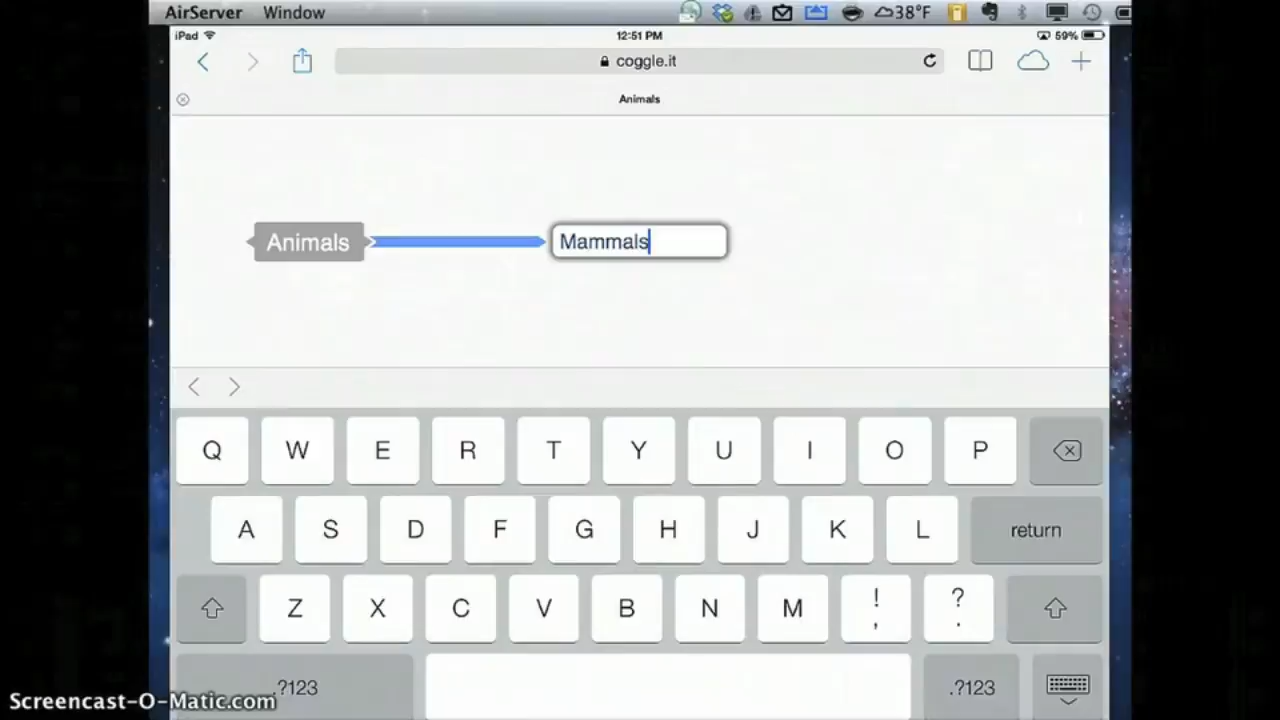 AirServer Window 38°F
iPad 12:51 PM 59%
coggle.it
Animals
Animals Mammals
Q W E R T Y U I O P
A S D F G H J K L return
Z X C V B N M ! , ? .
.?123 .?123
Screencast-O-Matic.com